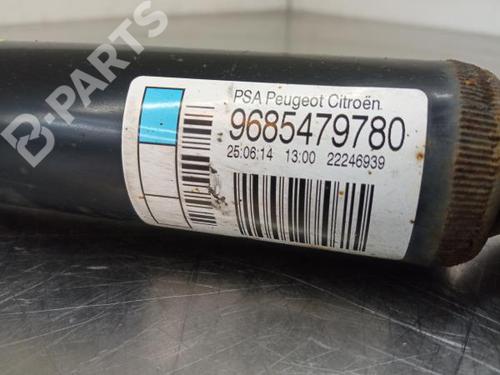 B-PARTS
PSA Peugeot Citroën
9685479780
25.06.14 13:00 22246939